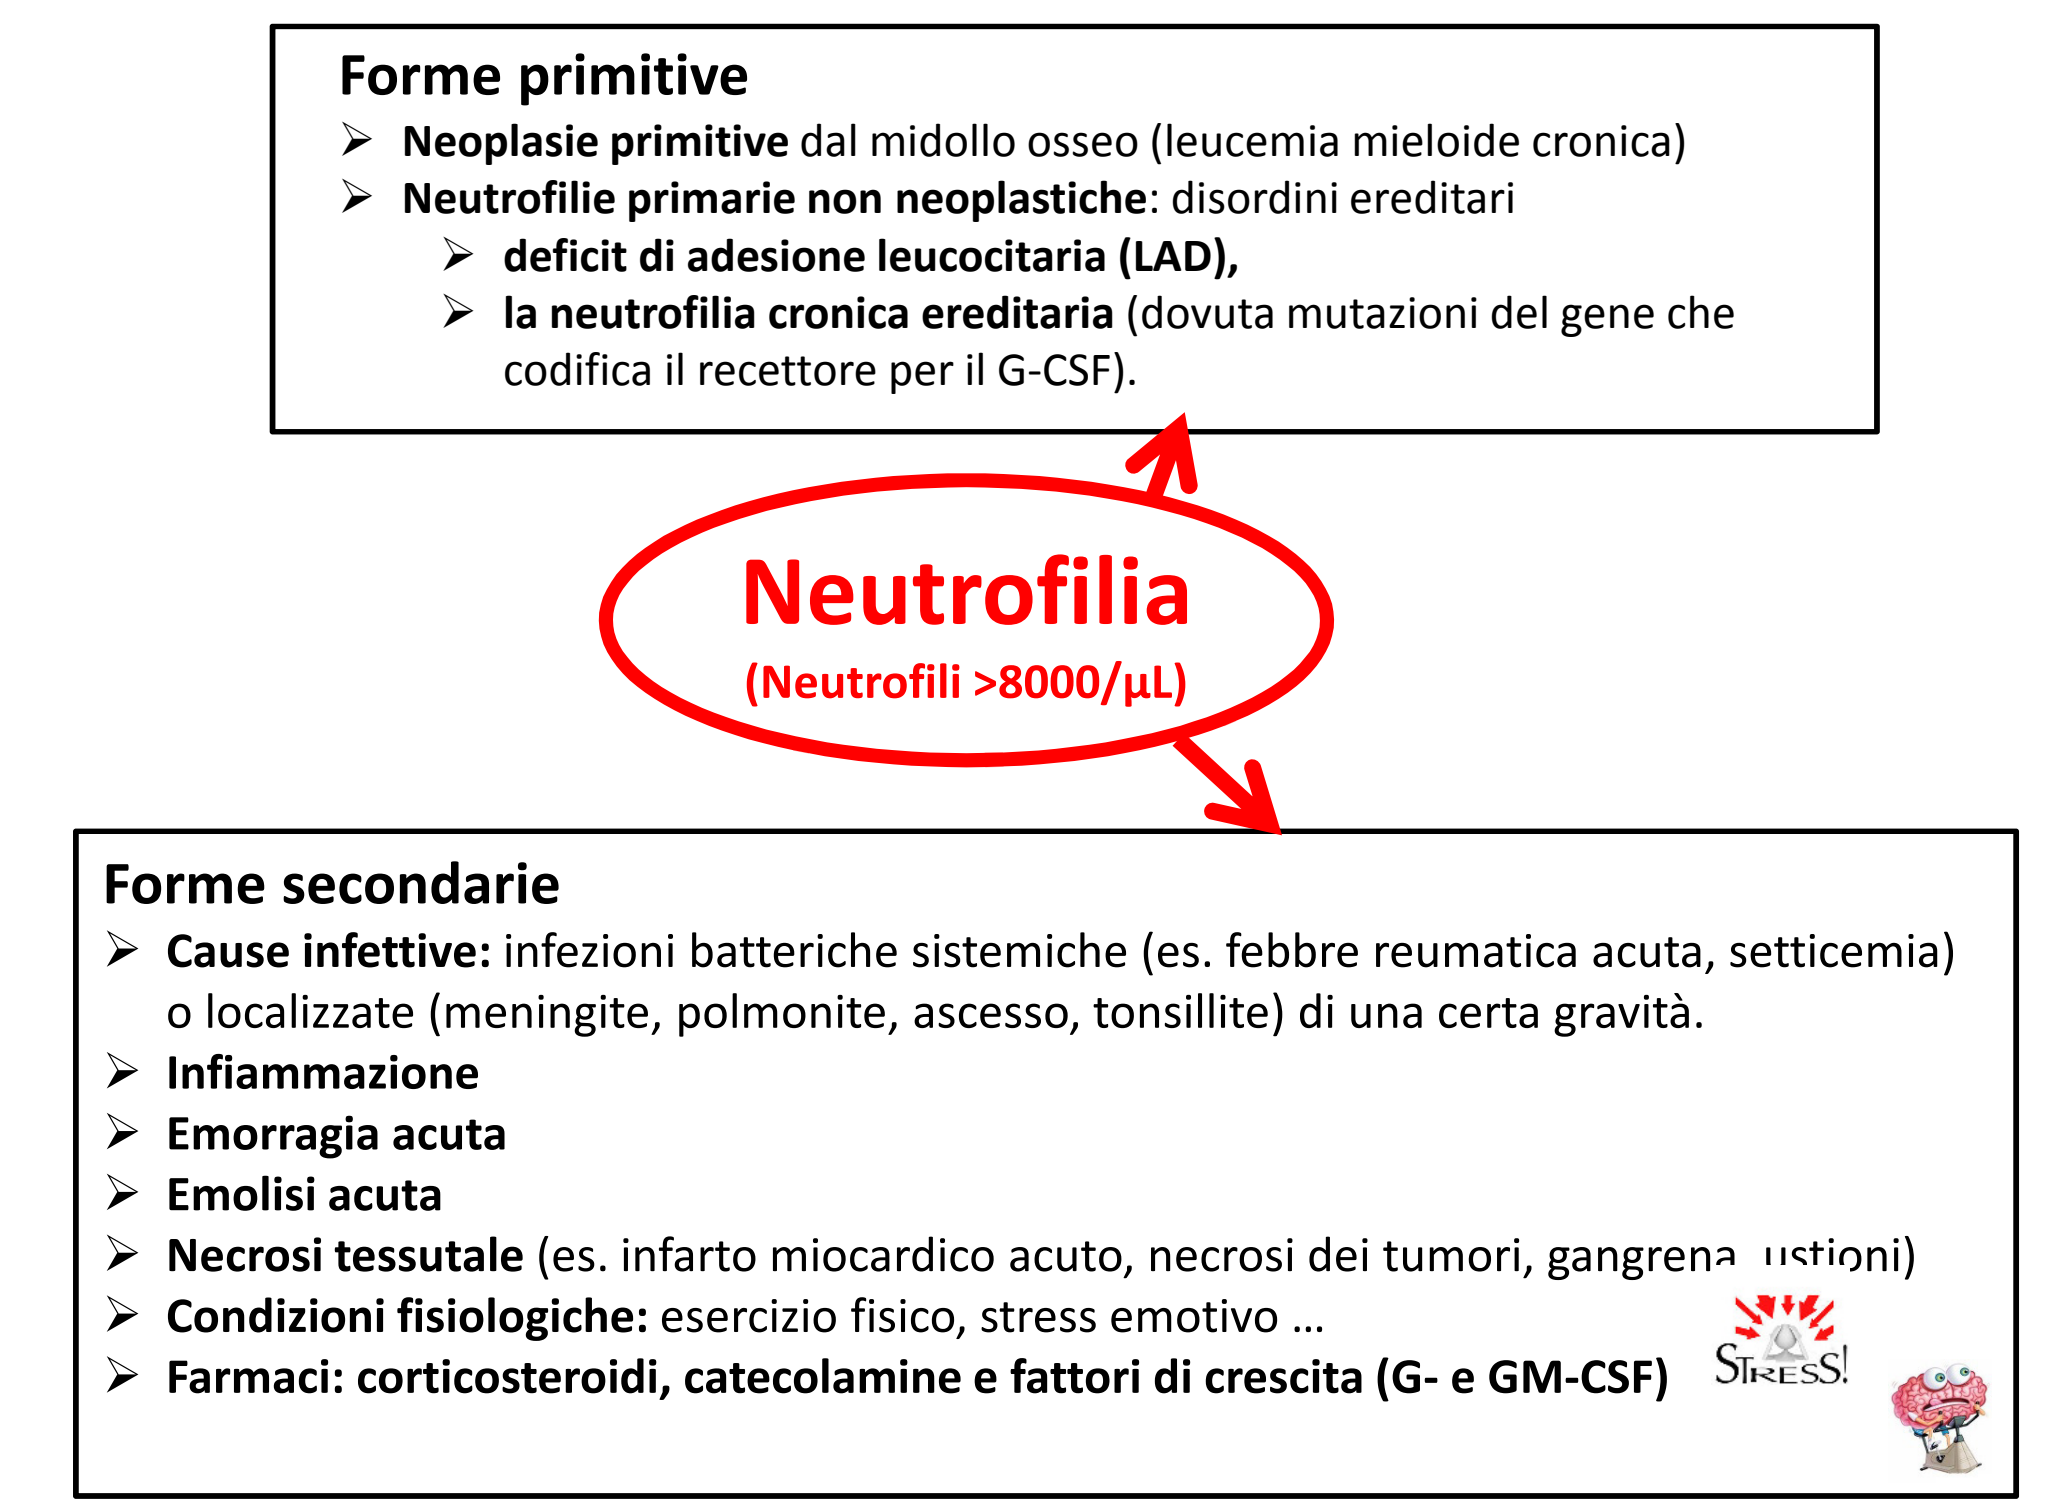 Forme primitive
➢ Neoplasie primitive dal midollo osseo (leucemia mieloide cronica)
➢ Neutrofilie primarie non neoplastiche: disordini ereditari
➢ deficit di adesione leucocitaria (LAD),
➢ la neutrofilia cronica ereditaria (dovuta mutazioni del gene che
codifica il recettore per il G-CSF).
Neutrofilia
(Neutrofili >8000/µL)
Forme secondarie
➢ Cause infettive: infezioni batteriche sistemiche (es. febbre reumatica acuta, setticemia)
o localizzate (meningite, polmonite, ascesso, tonsillite) di una certa gravità.
➢ Infiammazione
➢ Emorragia acuta
➢ Emolisi acuta
➢ Necrosi tessutale (es. infarto miocardico acuto, necrosi dei tumori, gangrena, ustioni)
➢ Condizioni fisiologiche: esercizio fisico, stress emotivo ...
➢ Farmaci: corticosteroidi, catecolamine e fattori di crescita (G- e GM-CSF)
STRESS!